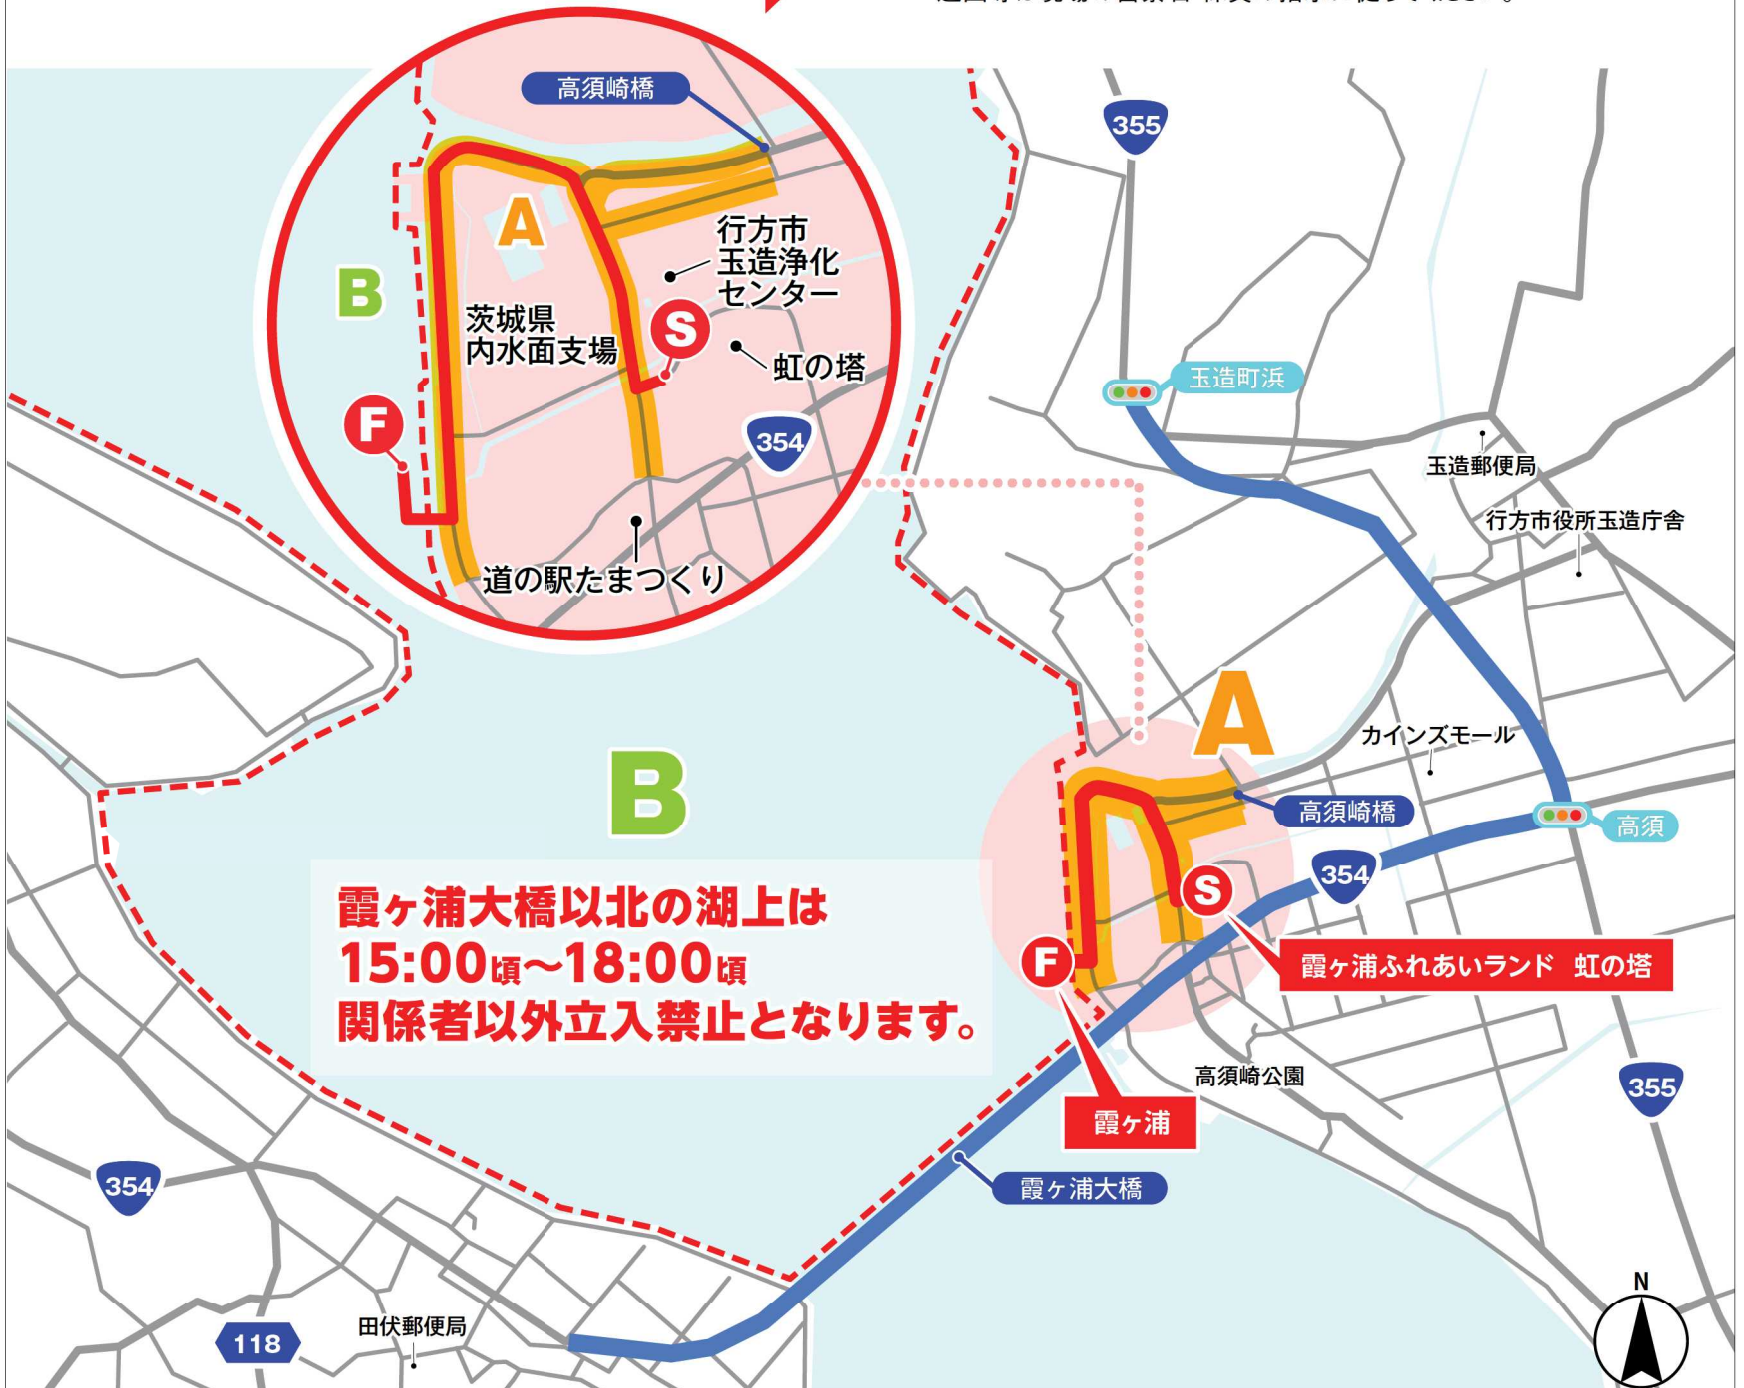 高須崎橋
355
A
行方市
玉造浄化
センター
B
茨城県
内水面支場
S
虹の塔
玉造町浜
F
354
玉造郵便局
行方市役所玉造庁舎
道の駅たまつくり
A
カインズモール
B
高須崎橋
高須
354
霞ヶ浦大橋以北の湖上は
15:00頃～18:00頃
関係者以外立入禁止となります。
S
F
霞ヶ浦ふれあいランド 虹の塔
高須崎公園
355
霞ヶ浦
霞ヶ浦大橋
354
N
田伏郵便局
118